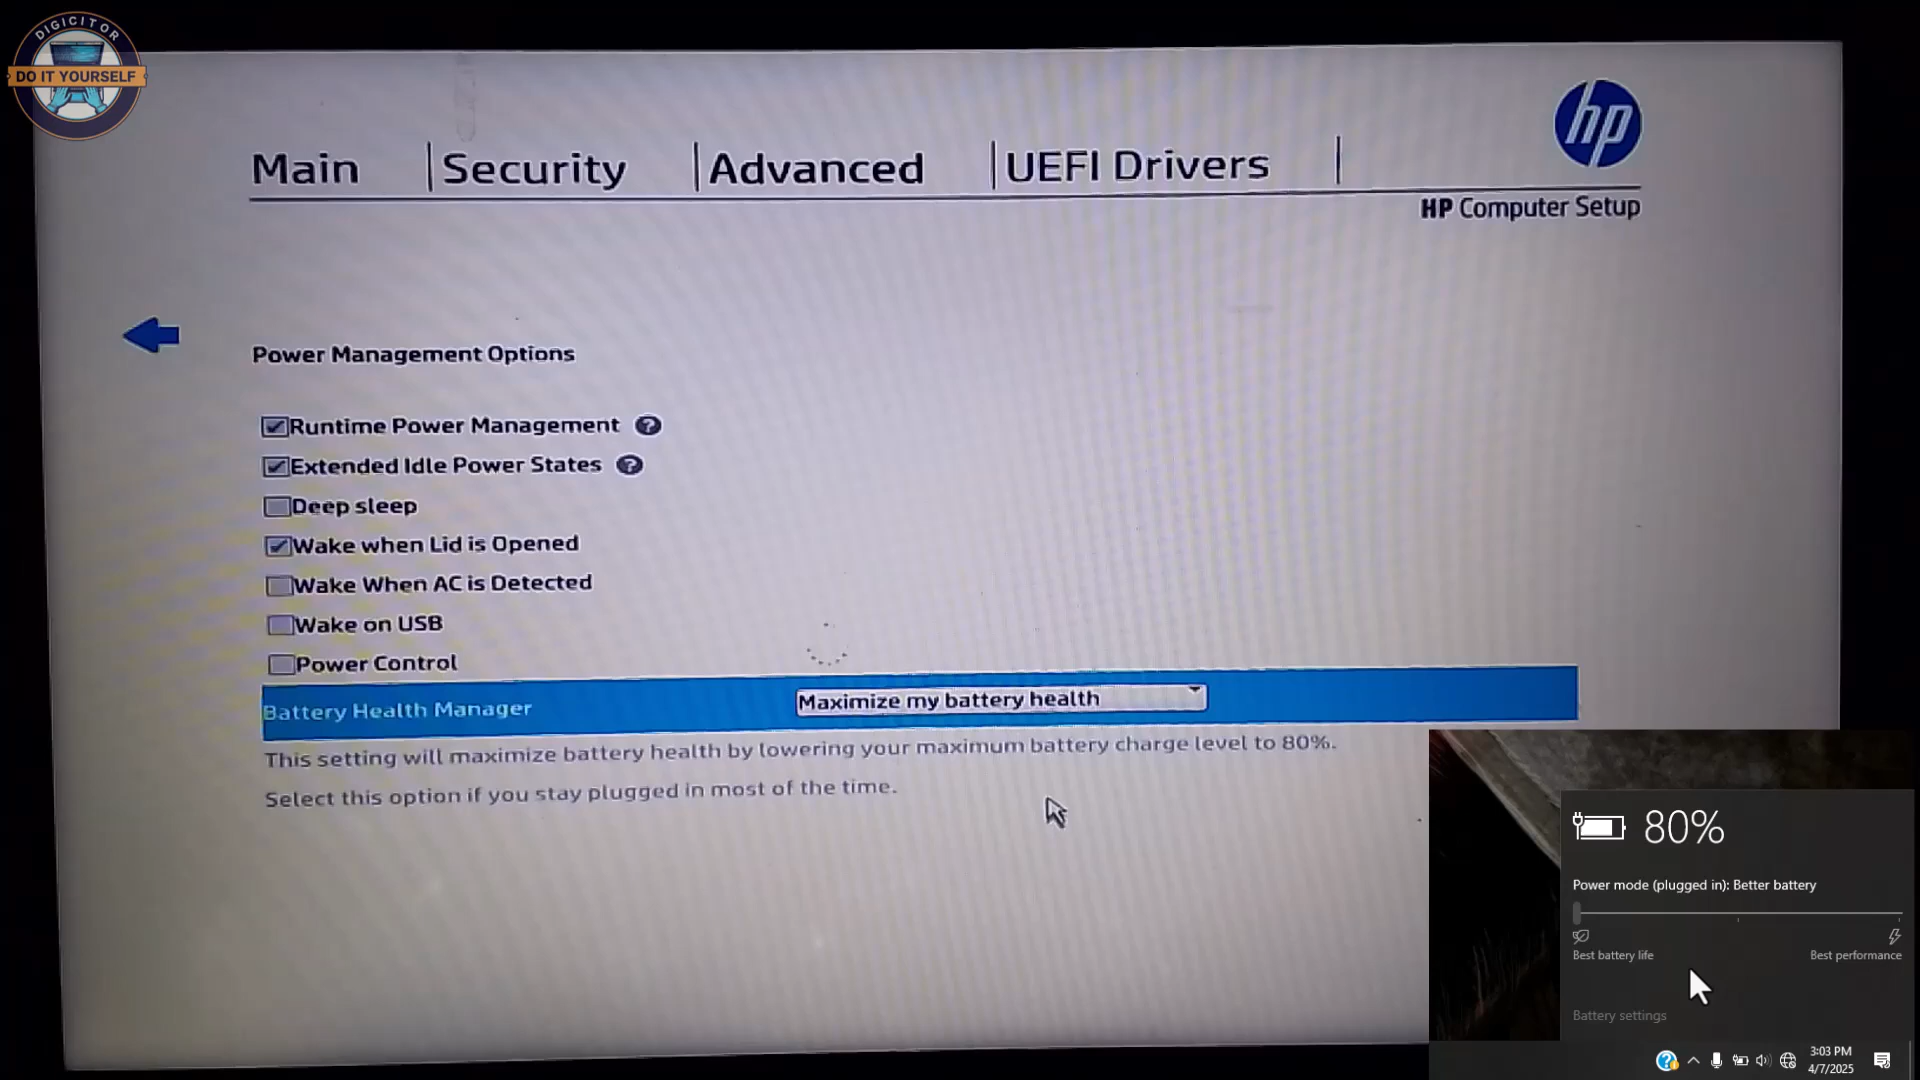 DIGICITOR
DO IT YOURSELF
hp
Main
Security
Advanced
UEFI Drivers
HP Computer Setup
Power Management Options
Runtime Power Management ?
Extended Idle Power States ?
Deep sleep
Wake when Lid is Opened
Wake When AC is Detected
Wake on USB
Power Control
Battery Health Manager
Maximize my battery health
This setting will maximize battery health by lowering your maximum battery charge level to 80%.
Select this option if you stay plugged in most of the time.
80%
Power mode (plugged in): Better battery
Best battery life
Best performance
Battery settings
3:03 PM
4/7/2025